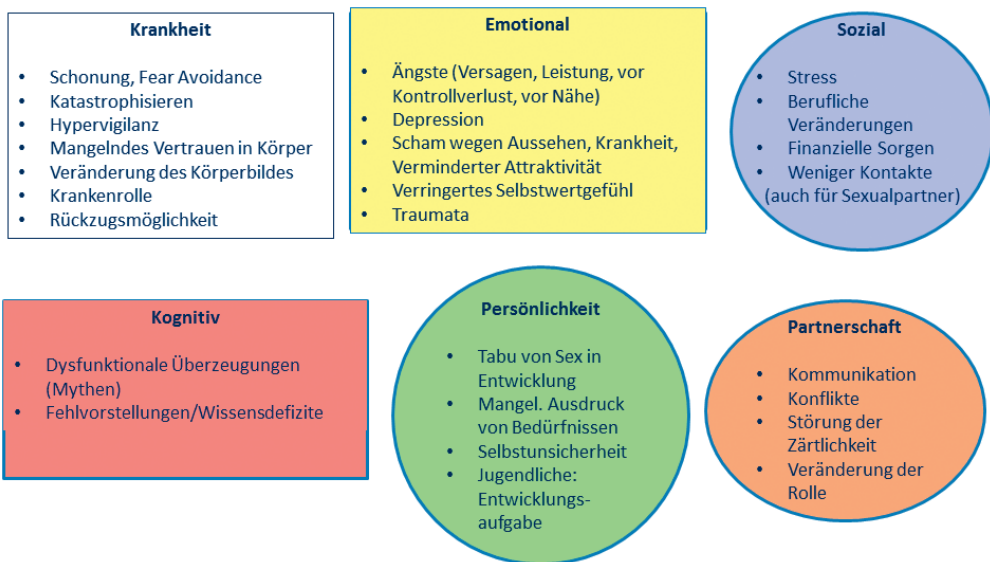 Krankheit
• Schonung, Fear Avoidance
• Katastrophisieren
• Hypervigilanz
• Mangelndes Vertrauen in Körper
• Veränderung des Körperbildes
• Krankenrolle
• Rückzugsmöglichkeit
Emotional
• Ängste (Versagen, Leistung, vor
Kontrollverlust, vor Nähe)
• Depression
• Scham wegen Aussehen, Krankheit,
Verminderter Attraktivität
• Verringertes Selbstwertgefühl
• Traumata
Sozial
• Stress
• Berufliche
Veränderungen
• Finanzielle Sorgen
• Weniger Kontakte
(auch für Sexualpartner)
Kognitiv
• Dysfunktionale Überzeugungen
(Mythen)
• Fehlvorstellungen/Wissensdefizite
Persönlichkeit
• Tabu von Sex in
Entwicklung
• Mangel. Ausdruck
von Bedürfnissen
• Selbstunsicherheit
• Jugendliche:
Entwicklungs-
aufgabe
Partnerschaft
• Kommunikation
• Konflikte
• Störung der
Zärtlichkeit
• Veränderung der
Rolle